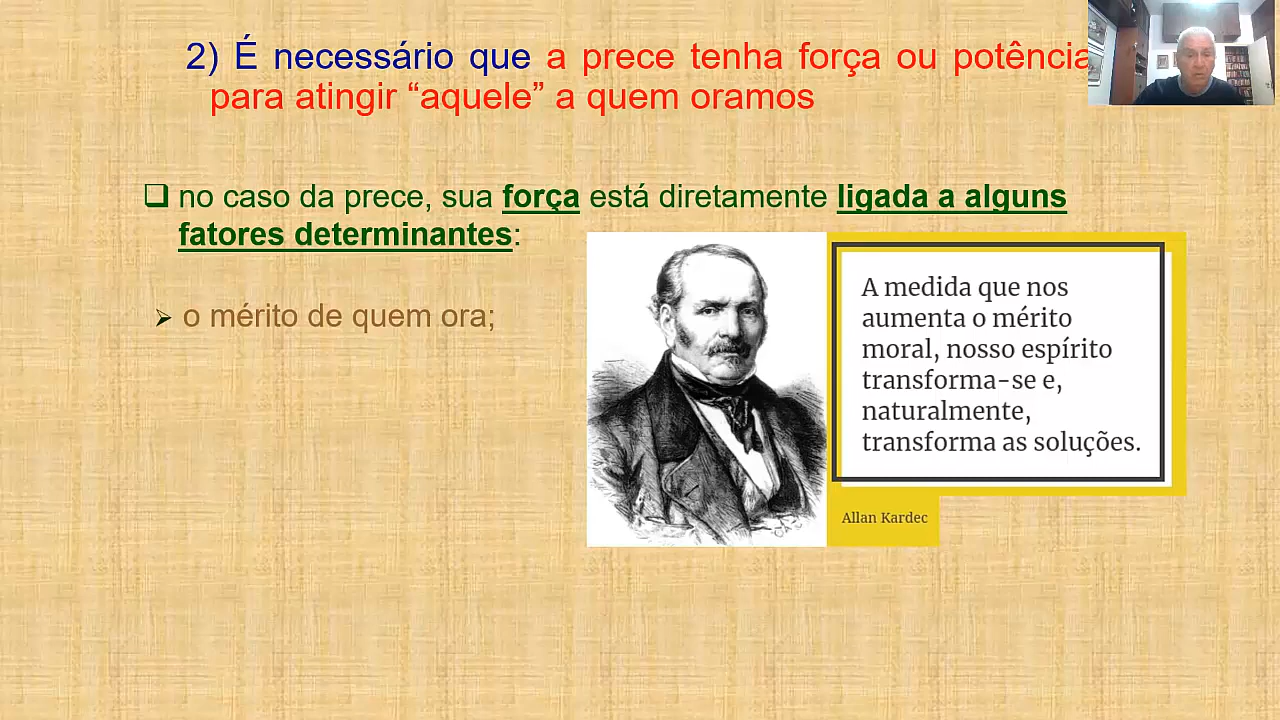 2) É necessário que a prece tenha força ou potência
para atingir “aquele” a quem oramos
no caso da prece, sua força está diretamente ligada a alguns
fatores determinantes:
o mérito de quem ora;
A medida que nos
aumenta o mérito
moral, nosso espírito
transforma-se e,
naturalmente,
transforma as soluções.
Allan Kardec